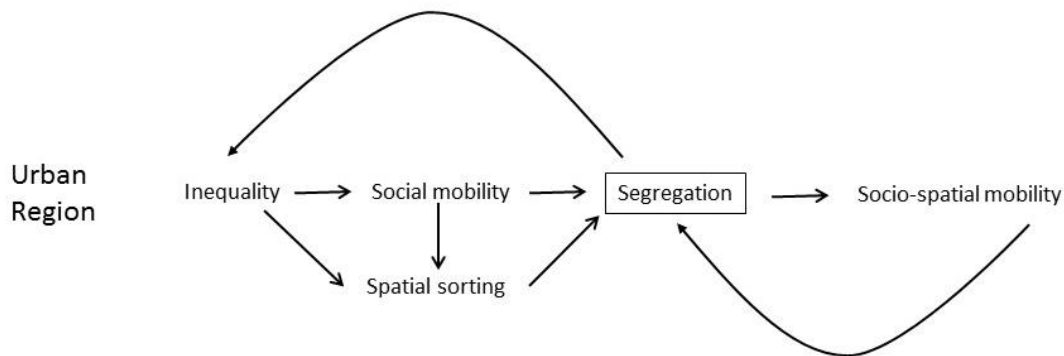 Urban
Region
Inequality
Social mobility
Segregation
Socio-spatial mobility
Spatial sorting